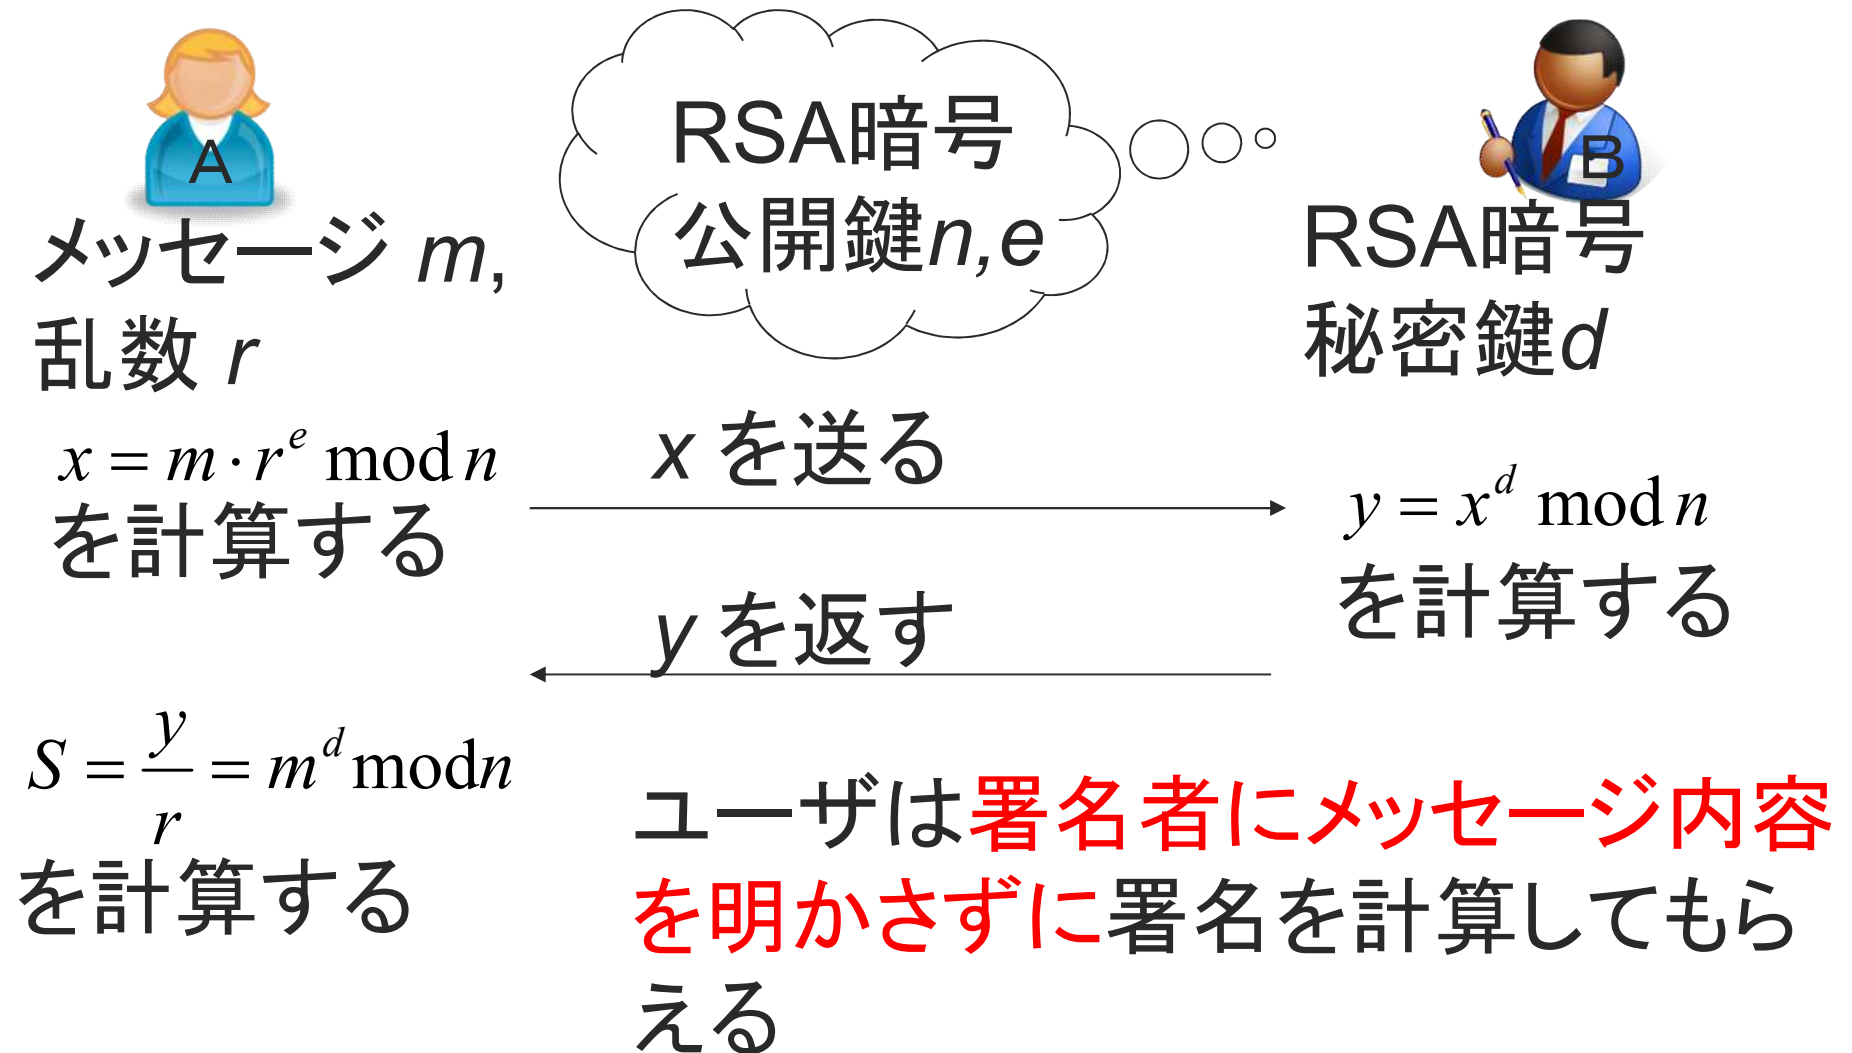 A
メッセージ m,
乱数 r
x = m · r^e mod n
を計算する
RSA暗号
公開鍵n,e
B
RSA暗号
秘密鍵d
x を送る
y = x^d mod n
を計算する
y を返す
S = y/r = m^d modn
を計算する
ユーザは署名者にメッセージ内容
を明かさずに署名を計算してもら
える